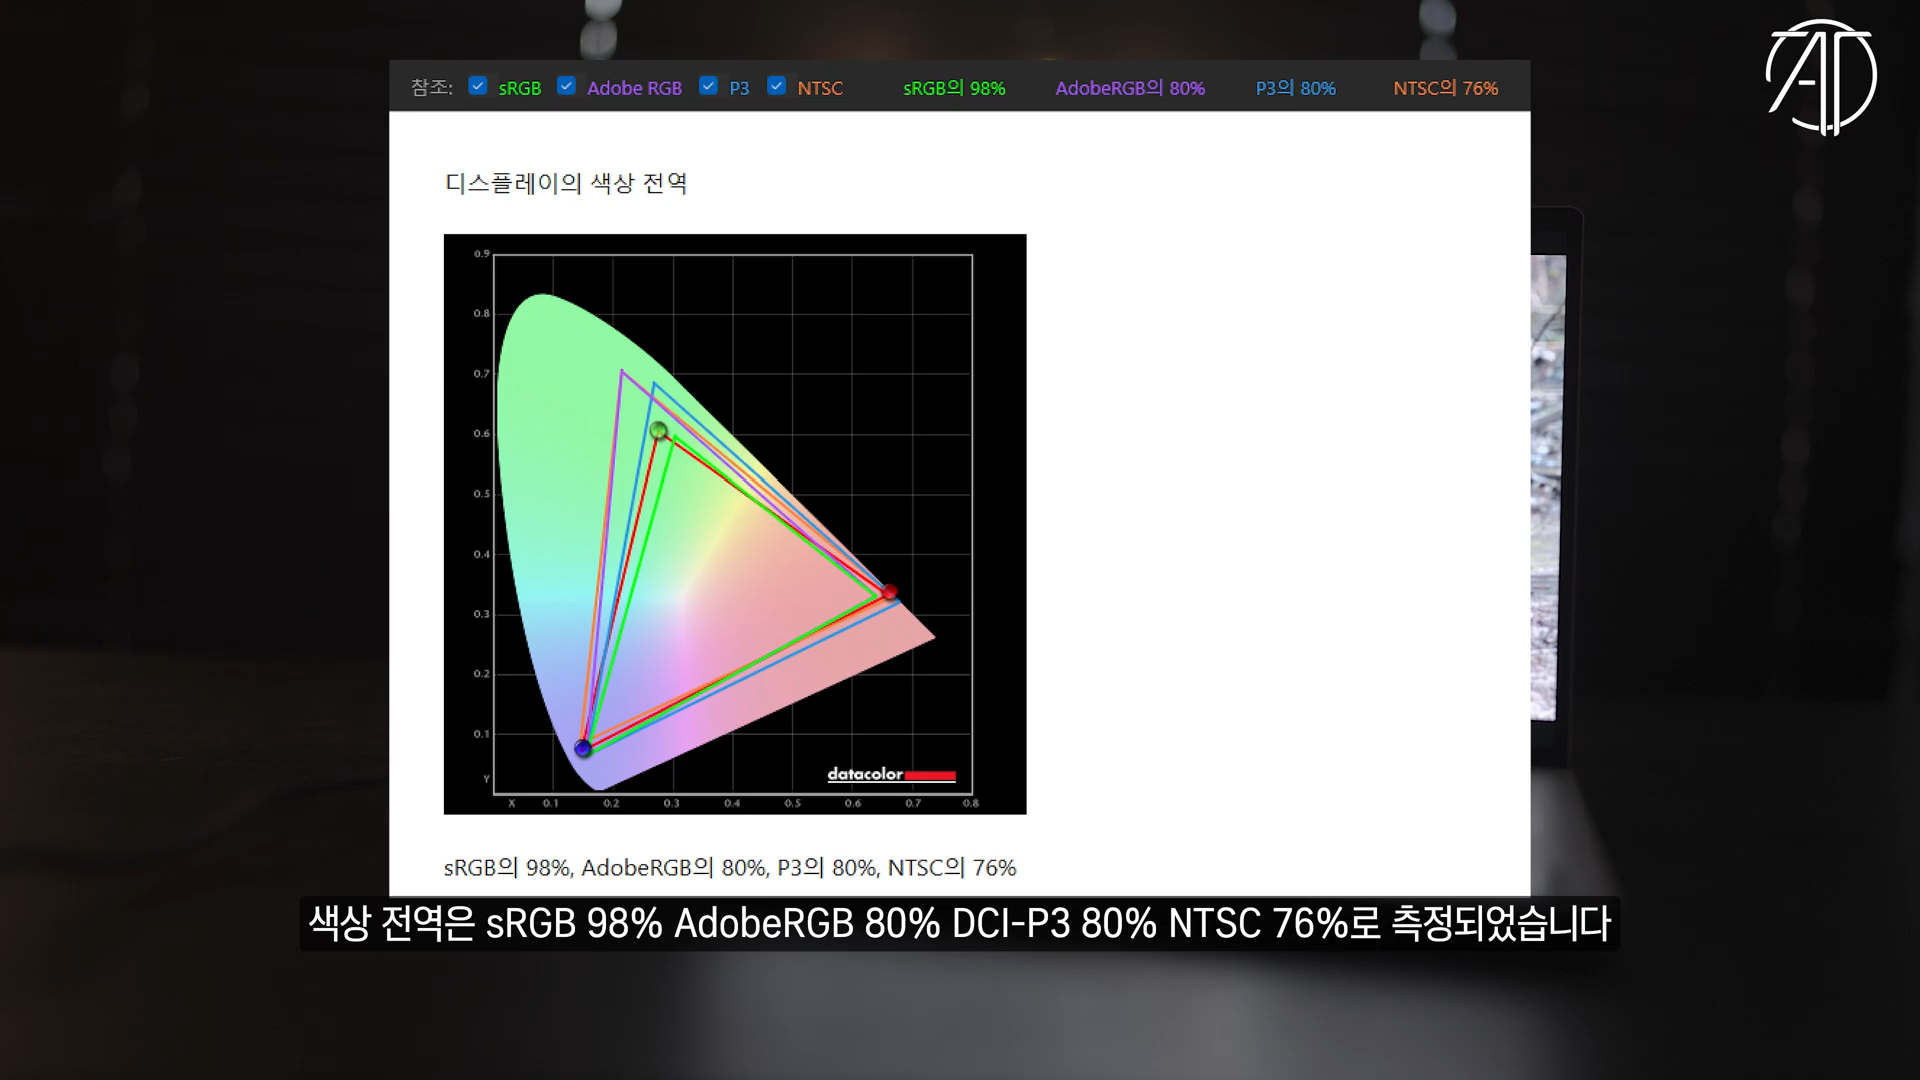 참조: sRGB Adobe RGB P3 NTSC sRGB의 98% AdobeRGB의 80% P3의 80% NTSC의 76%
디스플레이의 색상 전역
0.9
0.8
0.7
0.6
0.5
0.4
0.3
0.2
0.1
Y
datacolor
X 0.1 0.2 0.3 0.4 0.5 0.6 0.7 0.8
sRGB의 98%, AdobeRGB의 80%, P3의 80%, NTSC의 76%
색상 전역은 sRGB 98% AdobeRGB 80% DCI-P3 80% NTSC 76%로 측정되었습니다